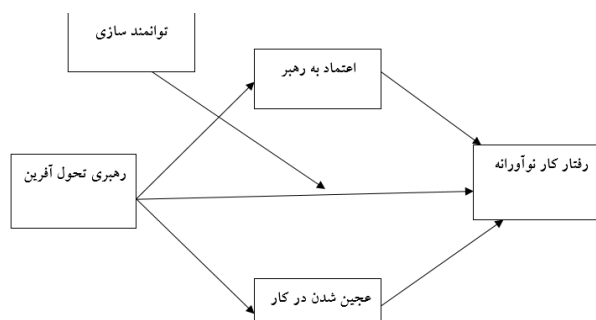 توانمند سازی
اعتماد به رهبر
رهبری تحول آفرین
رفتار کار نوآورانه
عجین شدن در کار